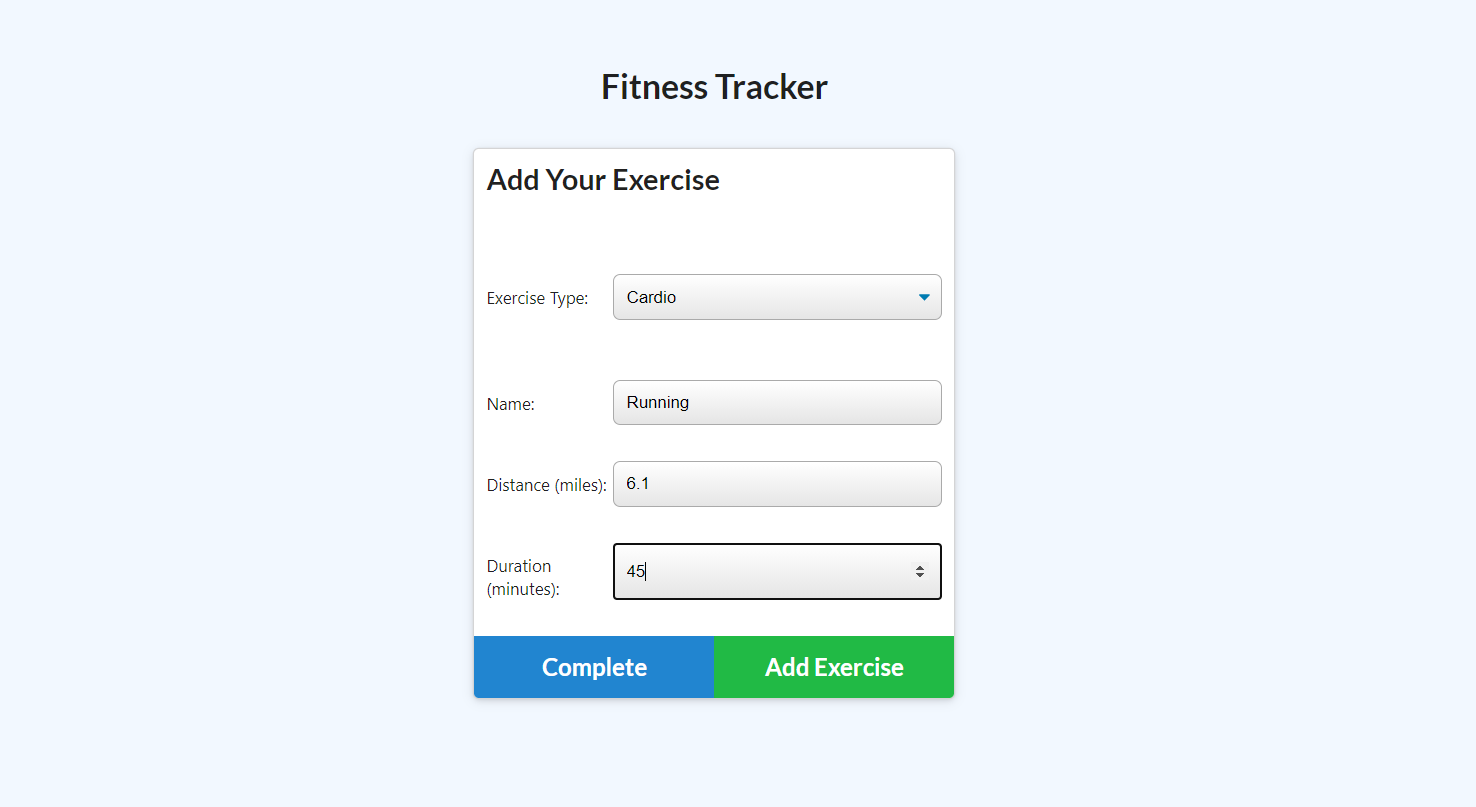 Fitness Tracker
Add Your Exercise
Exercise Type: Cardio
Name: Running
Distance (miles): 6.1
Duration
(minutes): 45
Complete Add Exercise